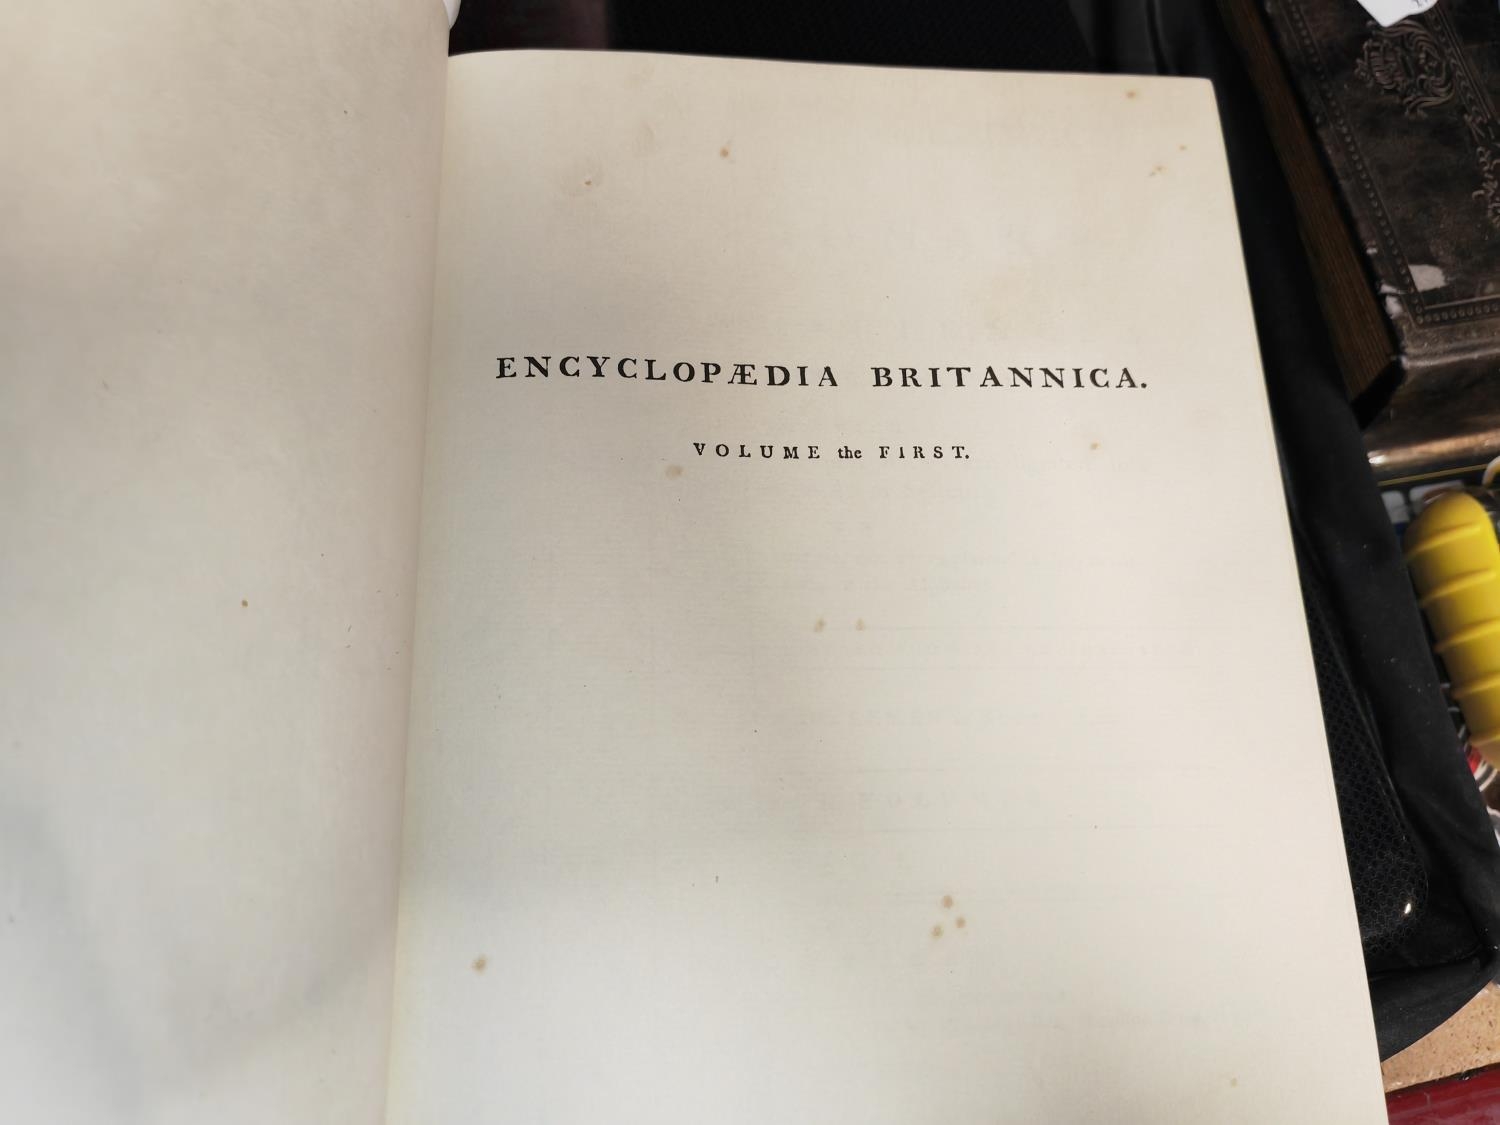 ENCYCLOPÆDIA BRITANNICA.
VOLUME the FIRST.